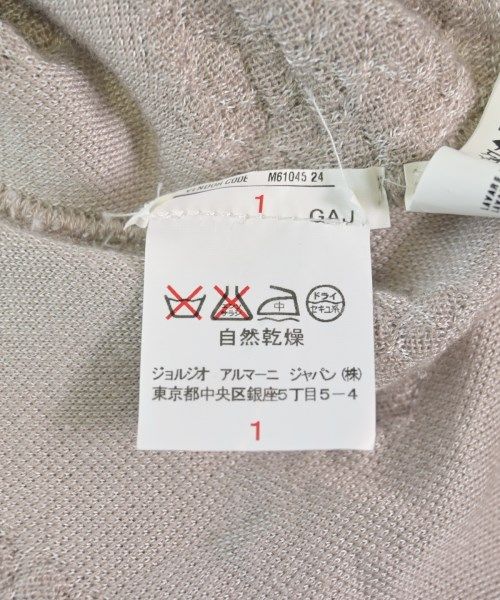 VENDOR CODE M61045 24
1
GAJ
中 ドライ セキユ系
自然乾燥
ジョルジオ アルマーニ ジャパン(株)
東京都中央区銀座5丁目5-4
1